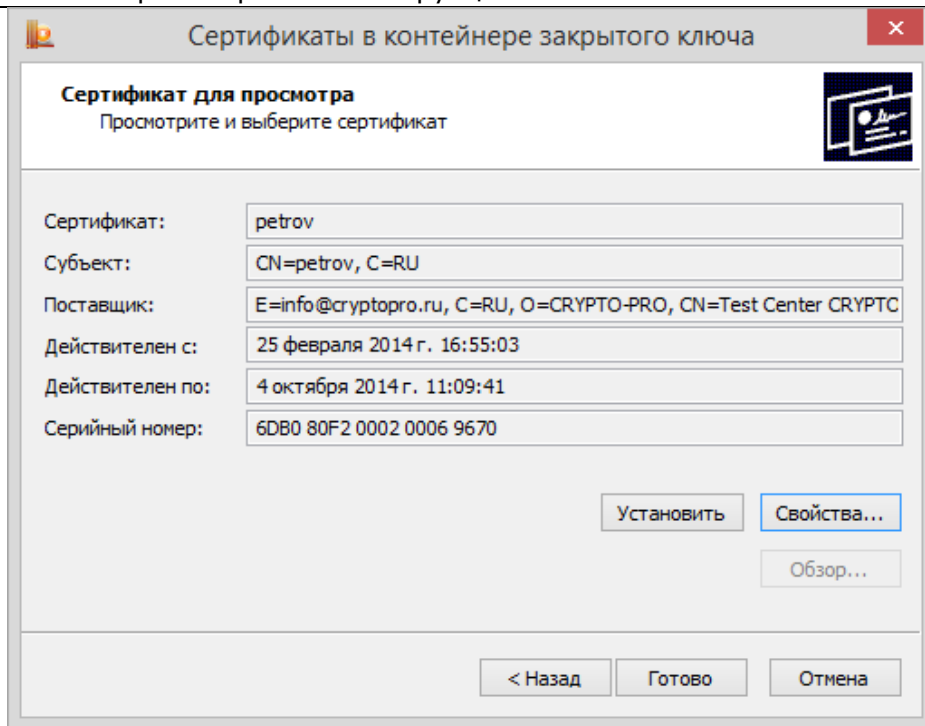 Сертификаты в контейнере закрытого ключа
Сертификат для просмотра
Просмотрите и выберите сертификат
Сертификат: petrov
Субъект: CN=petrov, C=RU
Поставщик: E=info@cryptopro.ru, C=RU, O=CRYPTO-PRO, CN=Test Center CRYPTO
Действителен с: 25 февраля 2014 г. 16:55:03
Действителен по: 4 октября 2014 г. 11:09:41
Серийный номер: 6DB0 80F2 0002 0006 9670
Установить Свойства...
Обзор...
< Назад Готово Отмена